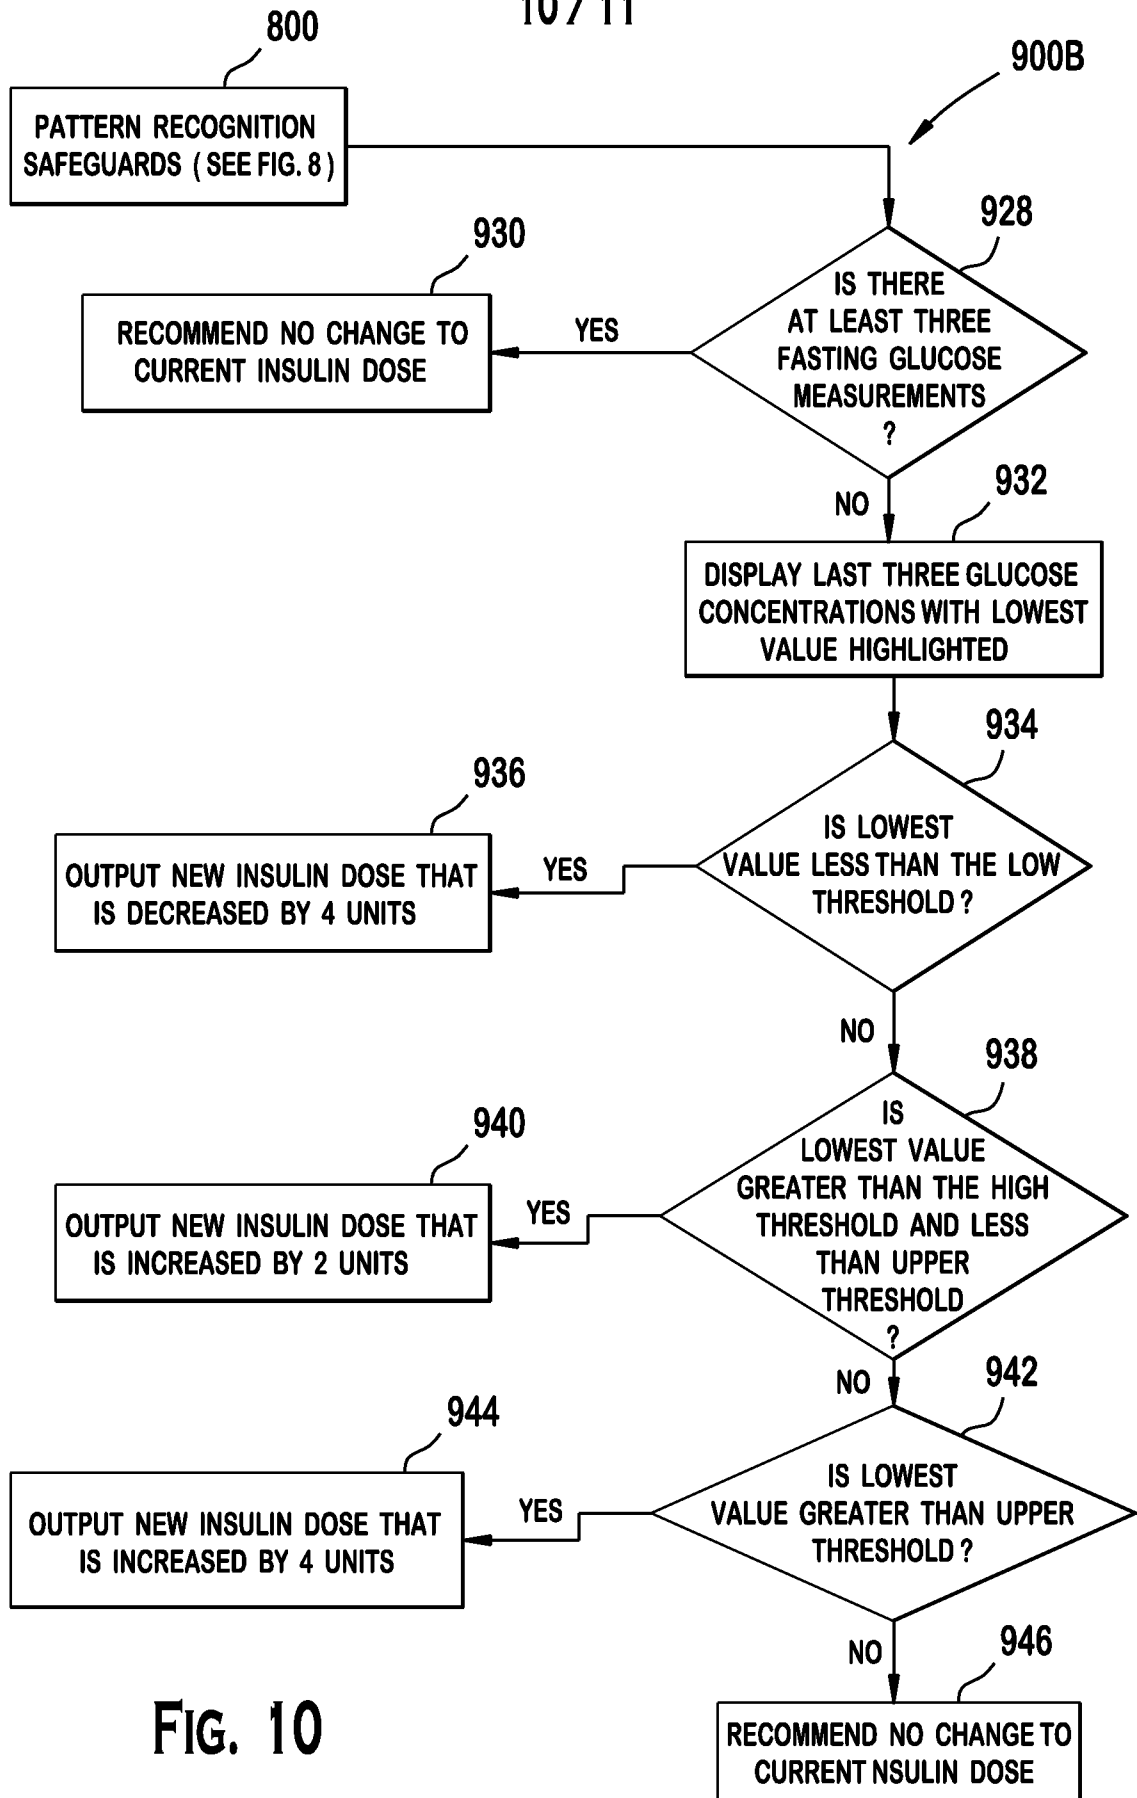 10 / 11
800
900B
PATTERN RECOGNITION
SAFEGUARDS ( SEE FIG. 8 )
928
930
IS THERE
AT LEAST THREE
FASTING GLUCOSE
MEASUREMENTS
?
YES
RECOMMEND NO CHANGE TO
CURRENT INSULIN DOSE
NO
932
DISPLAY LAST THREE GLUCOSE
CONCENTRATIONS WITH LOWEST
VALUE HIGHLIGHTED
934
936
IS LOWEST
VALUE LESS THAN THE LOW
THRESHOLD ?
YES
OUTPUT NEW INSULIN DOSE THAT
IS DECREASED BY 4 UNITS
NO
938
940
IS
LOWEST VALUE
GREATER THAN THE HIGH
THRESHOLD AND LESS
THAN UPPER
THRESHOLD
?
YES
OUTPUT NEW INSULIN DOSE THAT
IS INCREASED BY 2 UNITS
NO
942
944
IS LOWEST
VALUE GREATER THAN UPPER
THRESHOLD ?
YES
OUTPUT NEW INSULIN DOSE THAT
IS INCREASED BY 4 UNITS
NO
946
RECOMMEND NO CHANGE TO
CURRENT NSULIN DOSE
FIG. 10